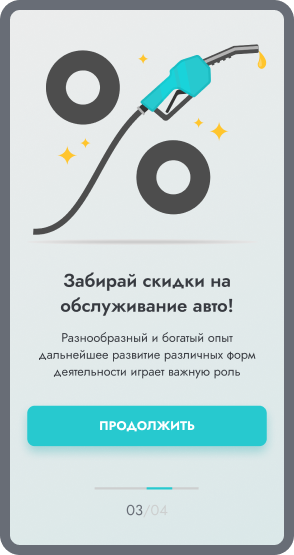 Забирай скидки на
обслуживание авто!
Разнообразный и богатый опыт
дальнейшее развитие различных форм
деятельности играет важную роль
ПРОДОЛЖИТЬ
03/04